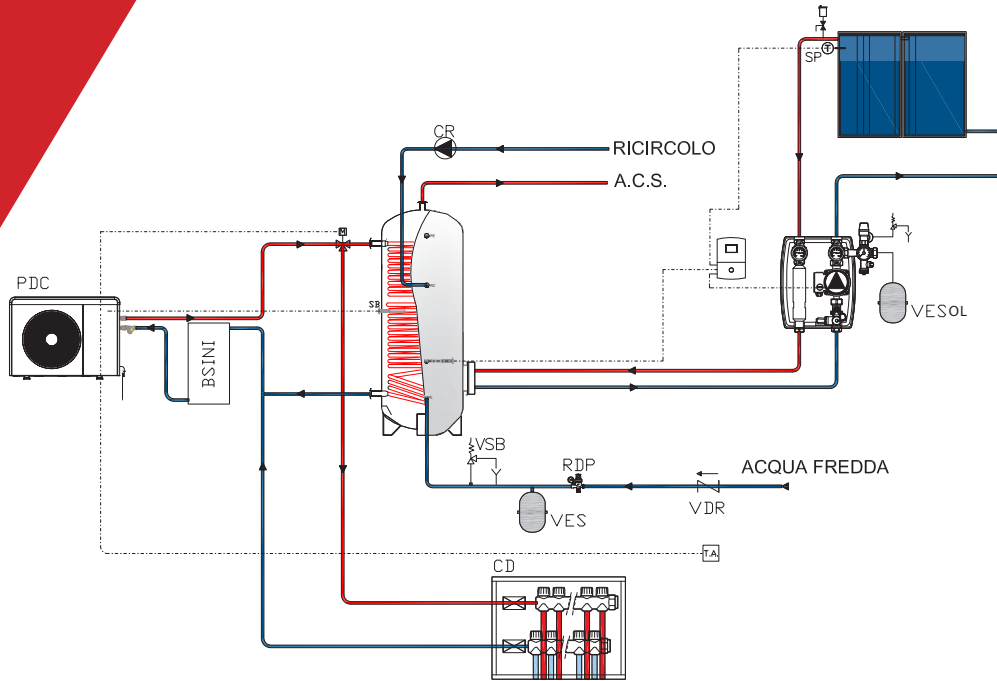 SP
T
CR
RICIRCOLO
A.C.S.
M
PDC
SB
BSINI
VESOL
VSB
RDP
ACQUA FREDDA
VDR
VES
T.A.
CD